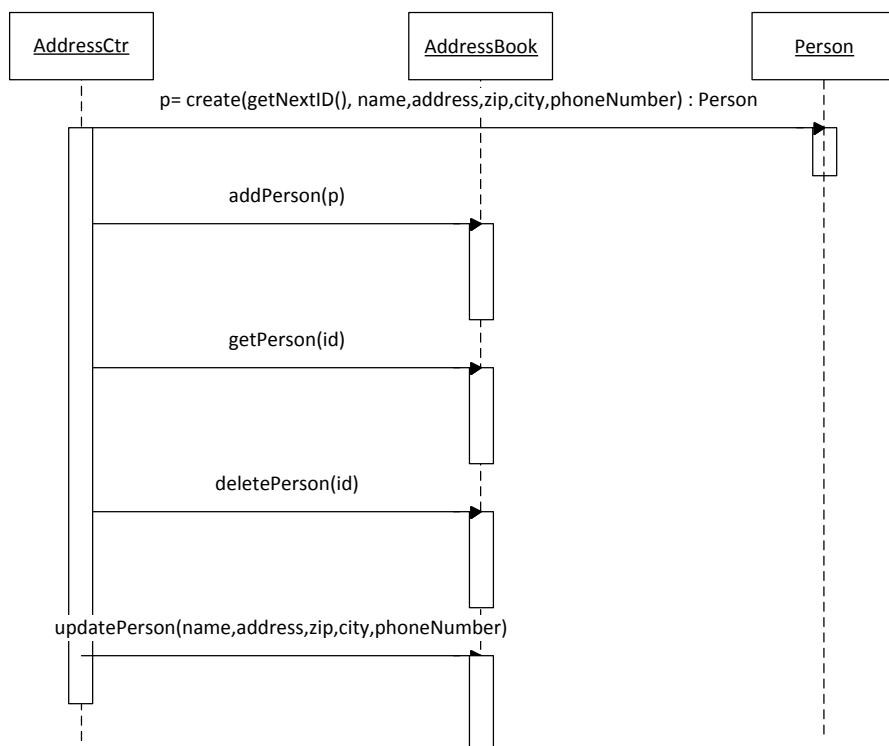 AddressCtr
AddressBook
Person
p= create(getNextID(), name,address,zip,city,phoneNumber) : Person
addPerson(p)
getPerson(id)
deletePerson(id)
updatePerson(name,address,zip,city,phoneNumber)